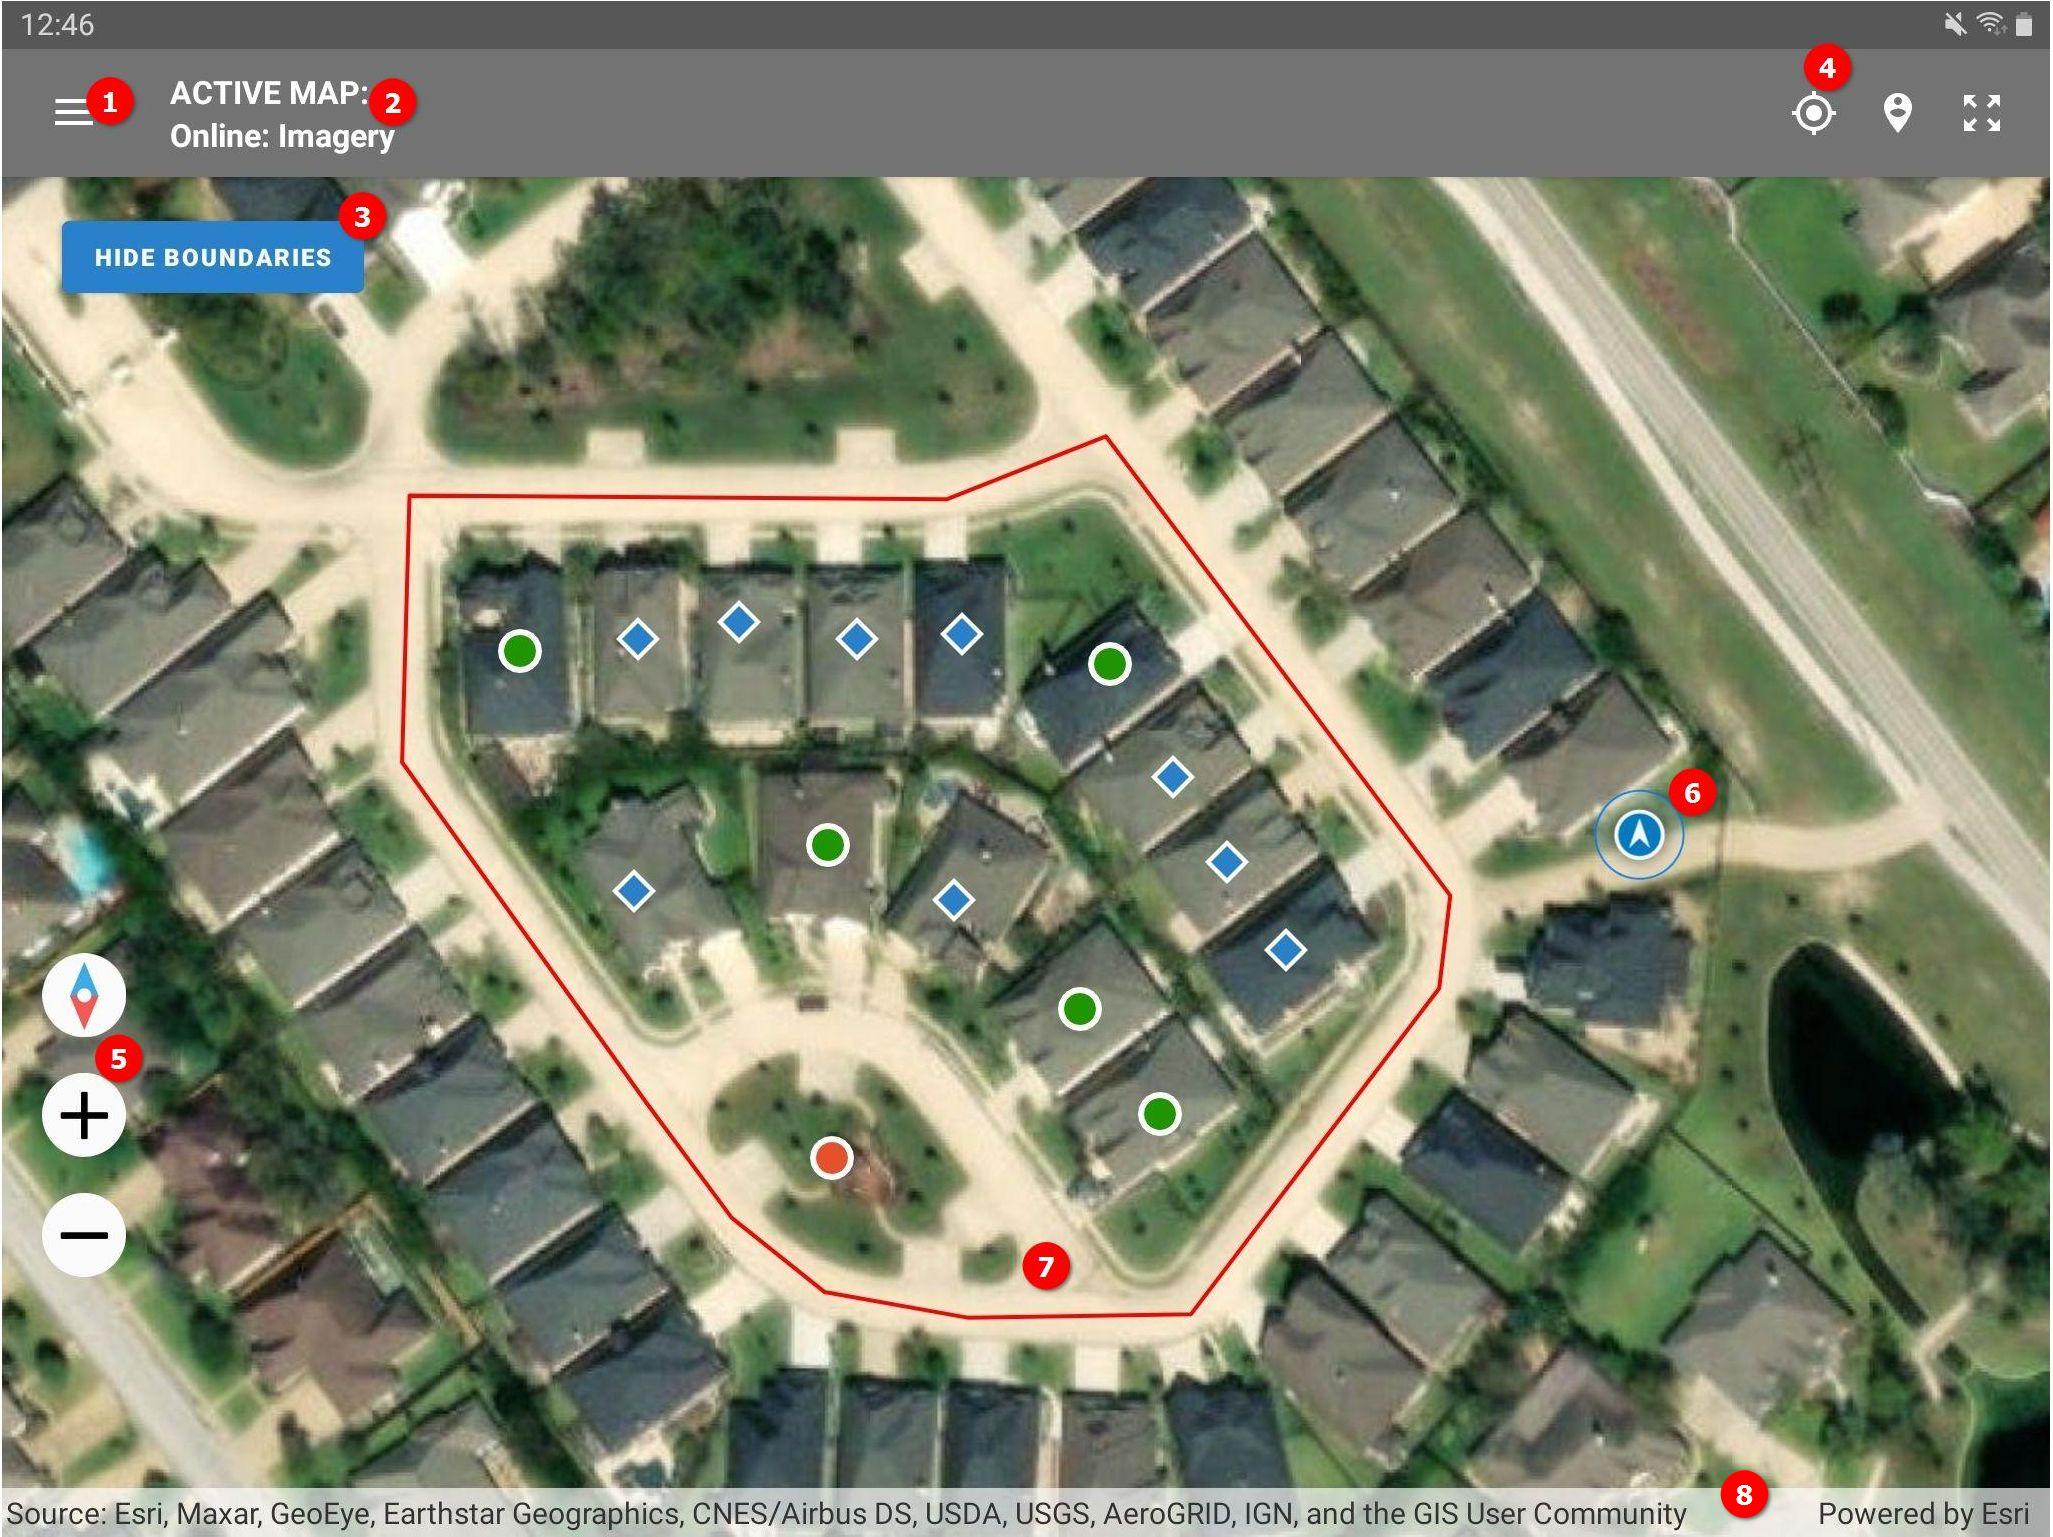 12:46
1
ACTIVE MAP:
2
Online: Imagery
4
3
HIDE BOUNDARIES
6
5
7
8
Source: Esri, Maxar, GeoEye, Earthstar Geographics, CNES/Airbus DS, USDA, USGS, AeroGRID, IGN, and the GIS User Community
Powered by Esri